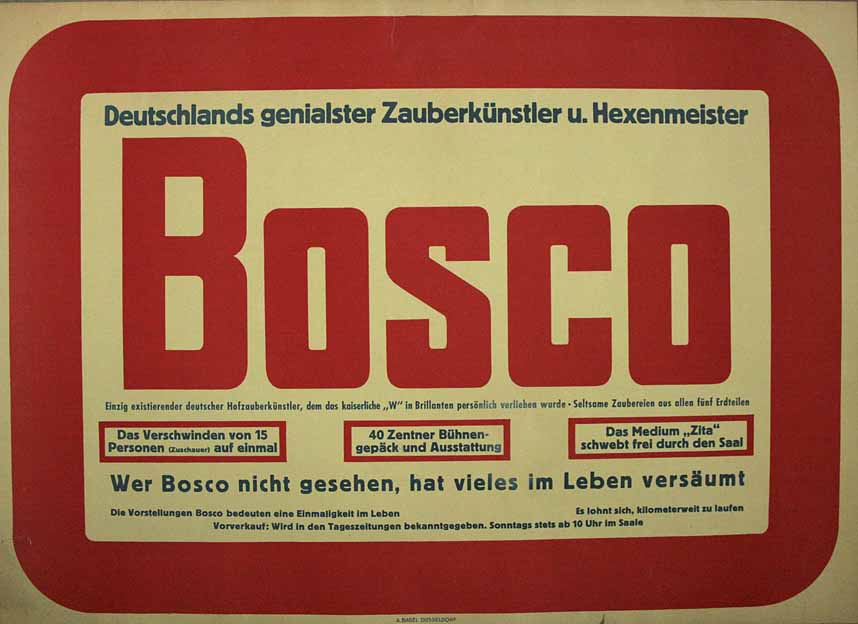 Deutschlands genialster Zauberkünstler u. Hexenmeister
Bosco
Einzig existierender deutscher Hofzauberkünstler, dem das kaiserliche „W" in Brillanten persönlich verliehen wurde - Seltsame Zaubereien aus allen fünf Erdteilen
Das Verschwinden von 15
Personen (Zuschauer) auf einmal
40 Zentner Bühnen-
gepäck und Ausstattung
Das Medium „Zita"
schwebt frei durch den Saal
Wer Bosco nicht gesehen, hat vieles im Leben versäumt
Die Vorstellungen Bosco bedeuten eine Einmaligkeit im Leben
Es lohnt sich, kilometerweit zu laufen
Vorverkauf: Wird in den Tageszeitungen bekanntgegeben. Sonntags stets ab 10 Uhr im Saale
A. BAGEL DÜSSELDORF